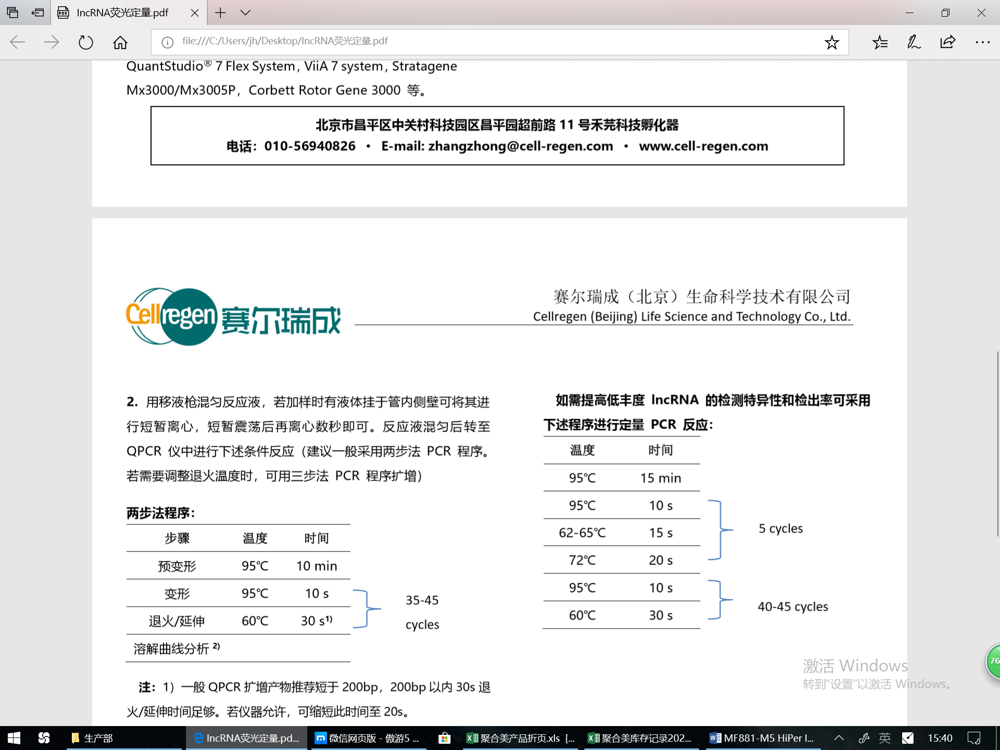 lncRNA荧光定量.pdf
file:///C:/Users/jh/Desktop/lncRNA荧光定量.pdf
QuantStudio® 7 Flex System, ViiA 7 system, Stratagene
Mx3000/Mx3005P，Corbett Rotor Gene 3000 等。
北京市昌平区中关村科技园区昌平园超前路 11 号禾芫科技孵化器
电话：010-56940826 • E-mail: zhangzhong@cell-regen.com • www.cell-regen.com
Cellregen 赛尔瑞成
赛尔瑞成（北京）生命科学技术有限公司
Cellregen (Beijing) Life Science and Technology Co., Ltd.
2. 用移液枪混匀反应液，若加样时有液体挂于管内侧壁可将其进
行短暂离心，短暂震荡后再离心数秒即可。反应液混匀后转至
QPCR 仪中进行下述条件反应（建议一般采用两步法 PCR 程序。
若需要调整退火温度时，可用三步法 PCR 程序扩增）
两步法程序：
步骤 温度 时间
预变形 95℃ 10 min
变形 95℃ 10 s
退火/延伸 60℃ 30 s1)
35-45
cycles
溶解曲线分析 2)
注：1）一般 QPCR 扩增产物推荐短于 200bp，200bp 以内 30s 退
火/延伸时间足够。若仪器允许，可缩短此时间至 20s。
如需提高低丰度 lncRNA 的检测特异性和检出率可采用
下述程序进行定量 PCR 反应：
温度 时间
95℃ 15 min
95℃ 10 s
62-65℃ 15 s
72℃ 20 s
5 cycles
95℃ 10 s
60℃ 30 s
40-45 cycles
激活 Windows
转到“设置”以激活 Windows。
76
生产部
lncRNA荧光定量.pd...
微信网页版 - 傲游5 ...
聚合美产品折页.xls [...
聚合美库存记录202...
MF881-M5 HiPer l...
英
15:40